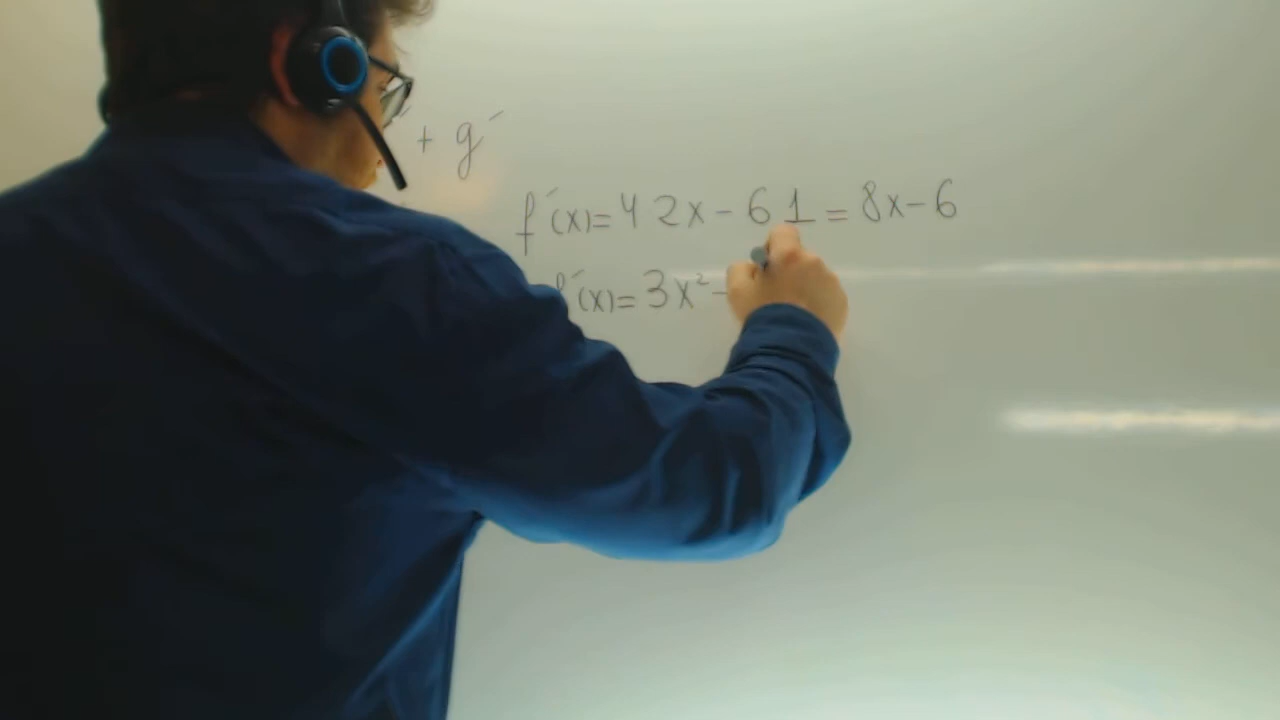 + g´
f´(x)= 4 2x - 6 1 = 8x - 6
f´(x)= 3x² -